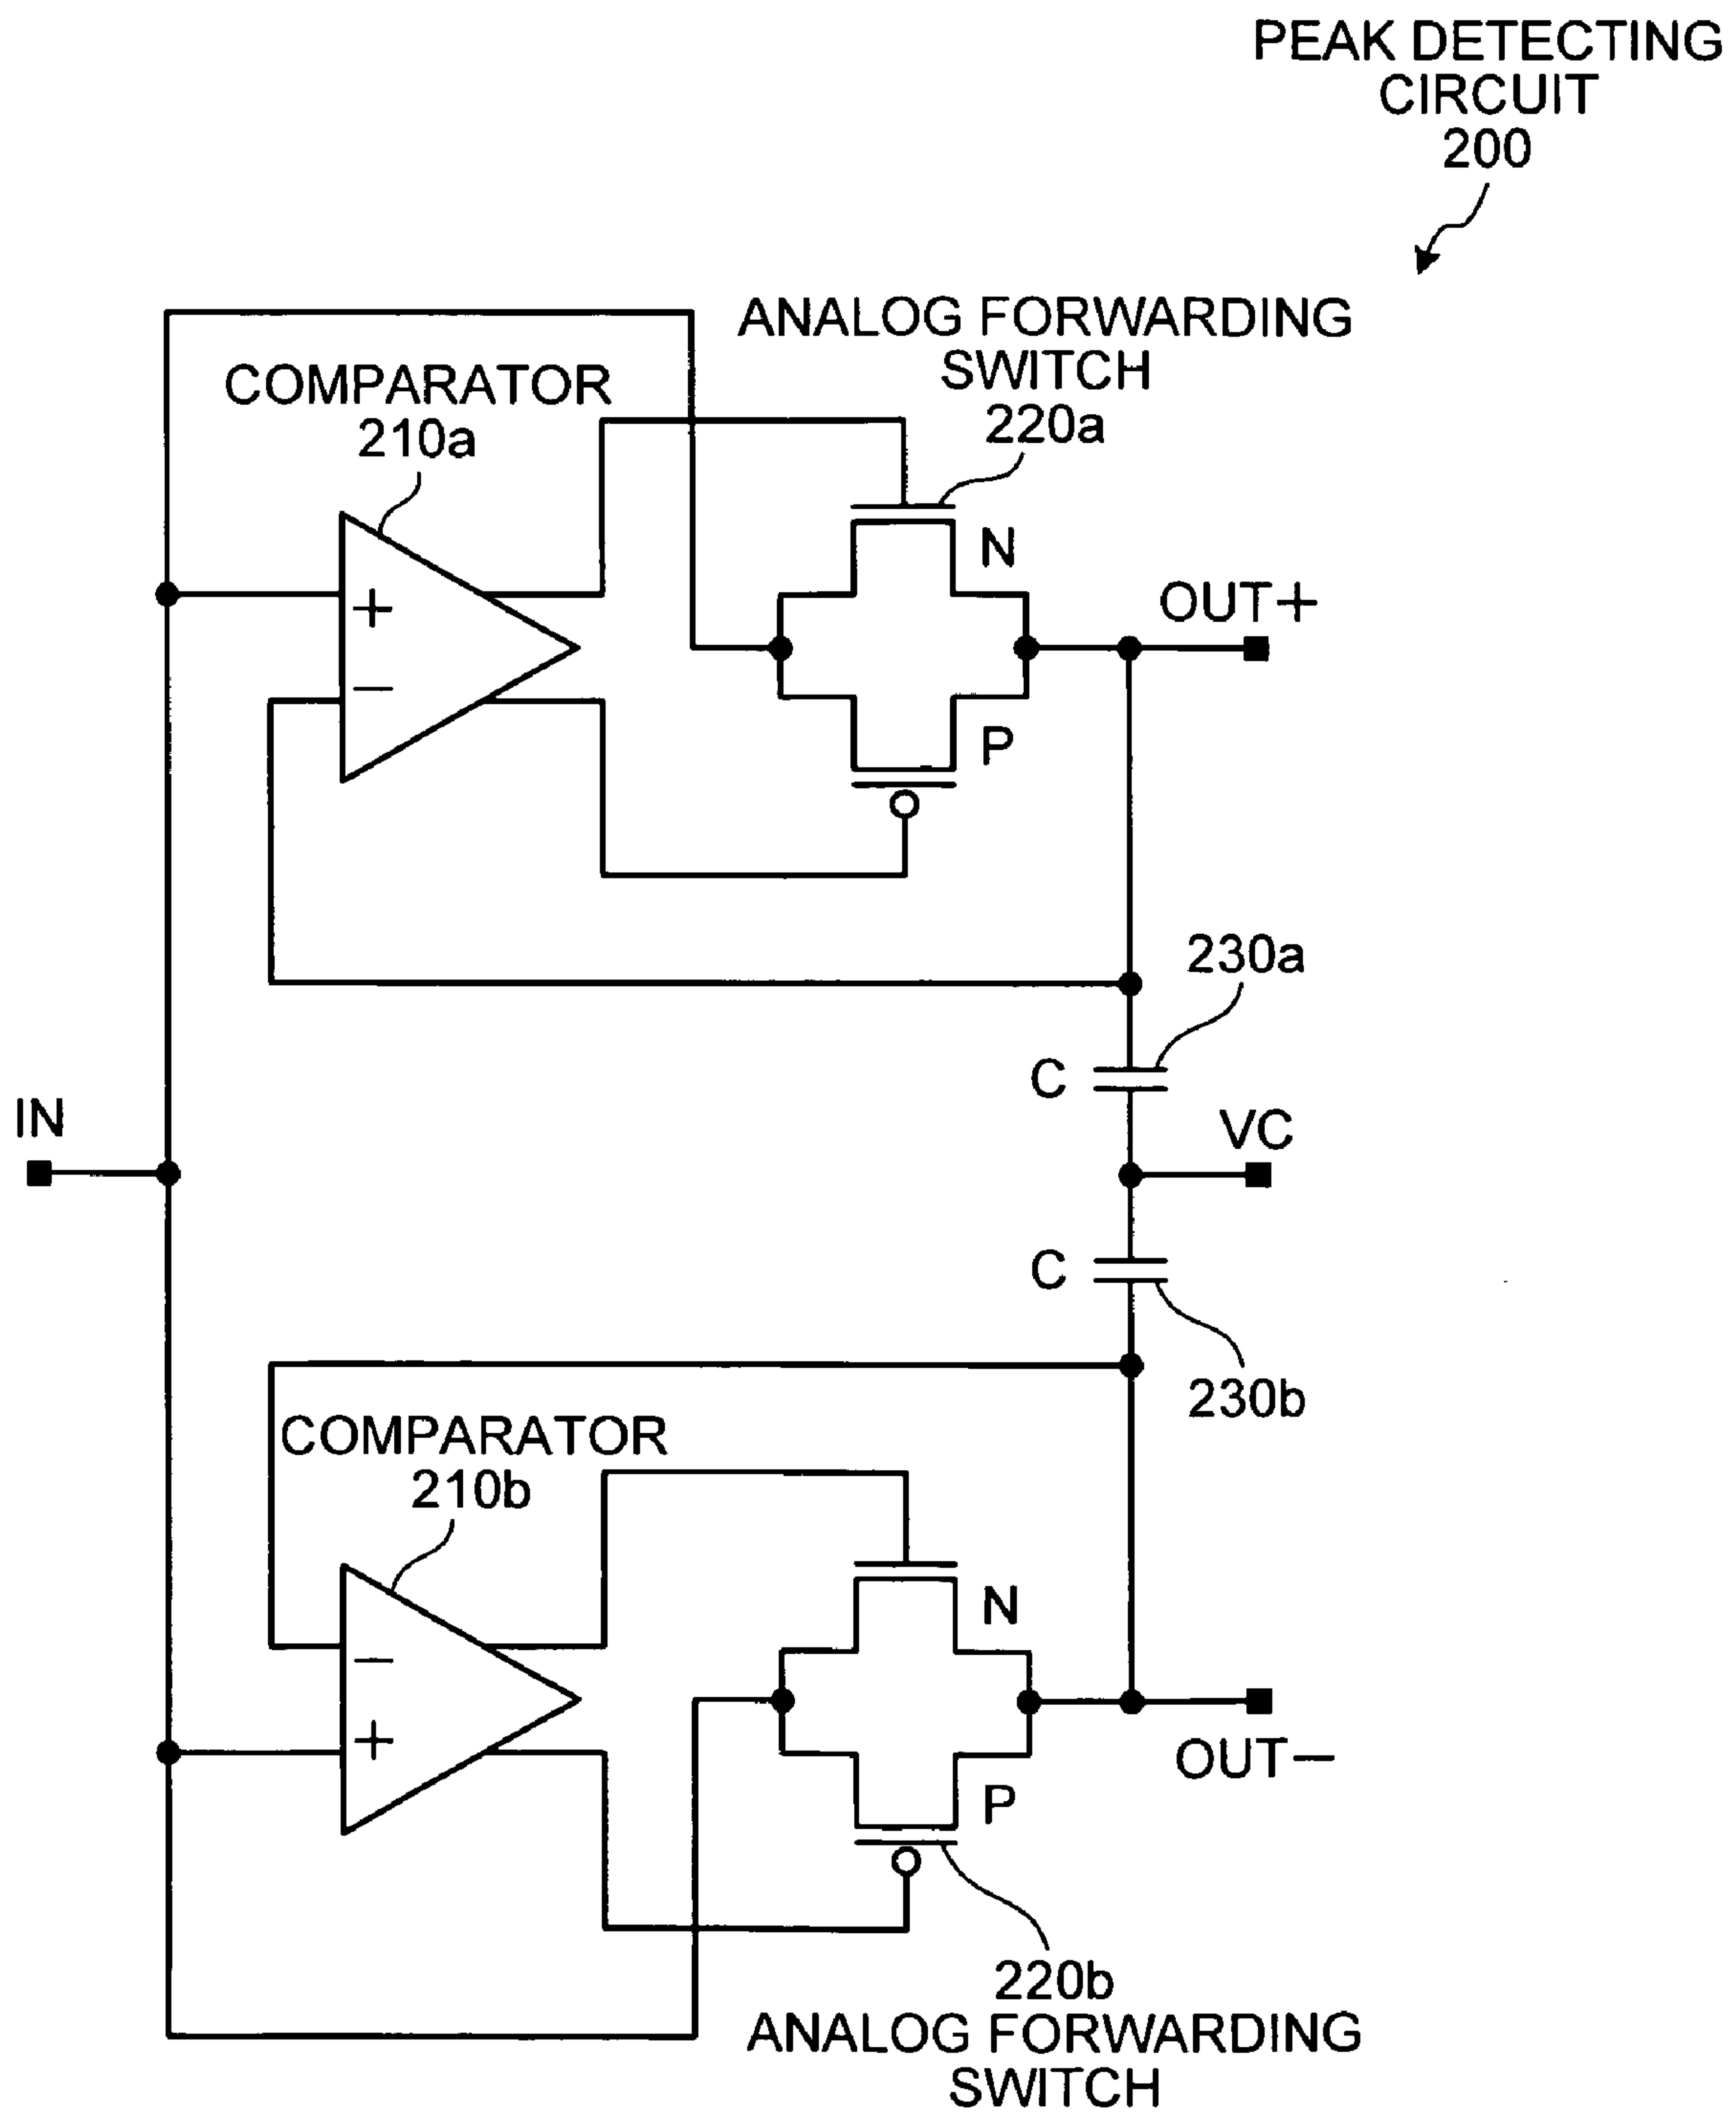 PEAK DETECTING
CIRCUIT
200
ANALOG FORWARDING
SWITCH
220a
COMPARATOR
210a
+
−
N
P
OUT+
230a
C
IN
VC
C
230b
COMPARATOR
210b
−
+
N
P
OUT−
220b
ANALOG FORWARDING
SWITCH